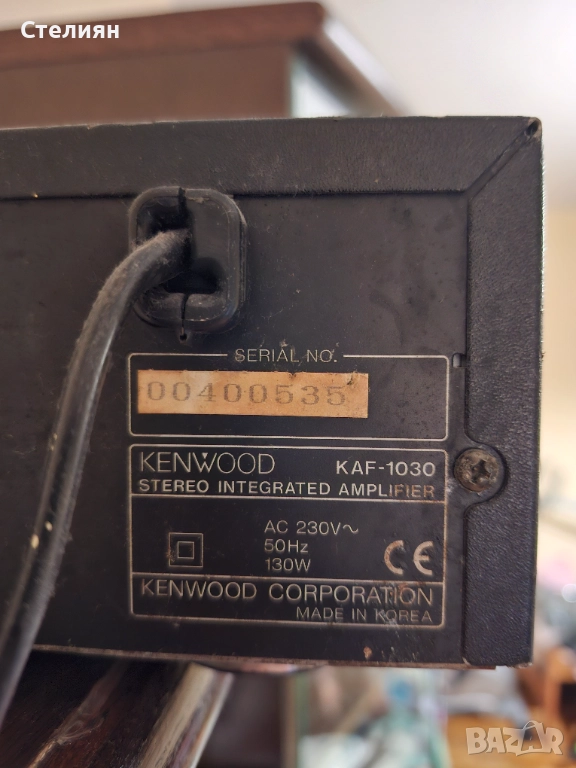 Стелиян
SERIAL NO.
00400535
KENWOOD KAF-1030
STEREO INTEGRATED AMPLIFIER
AC 230V~
50Hz
130W
CE
KENWOOD CORPORATION
MADE IN KOREA
BAZAR